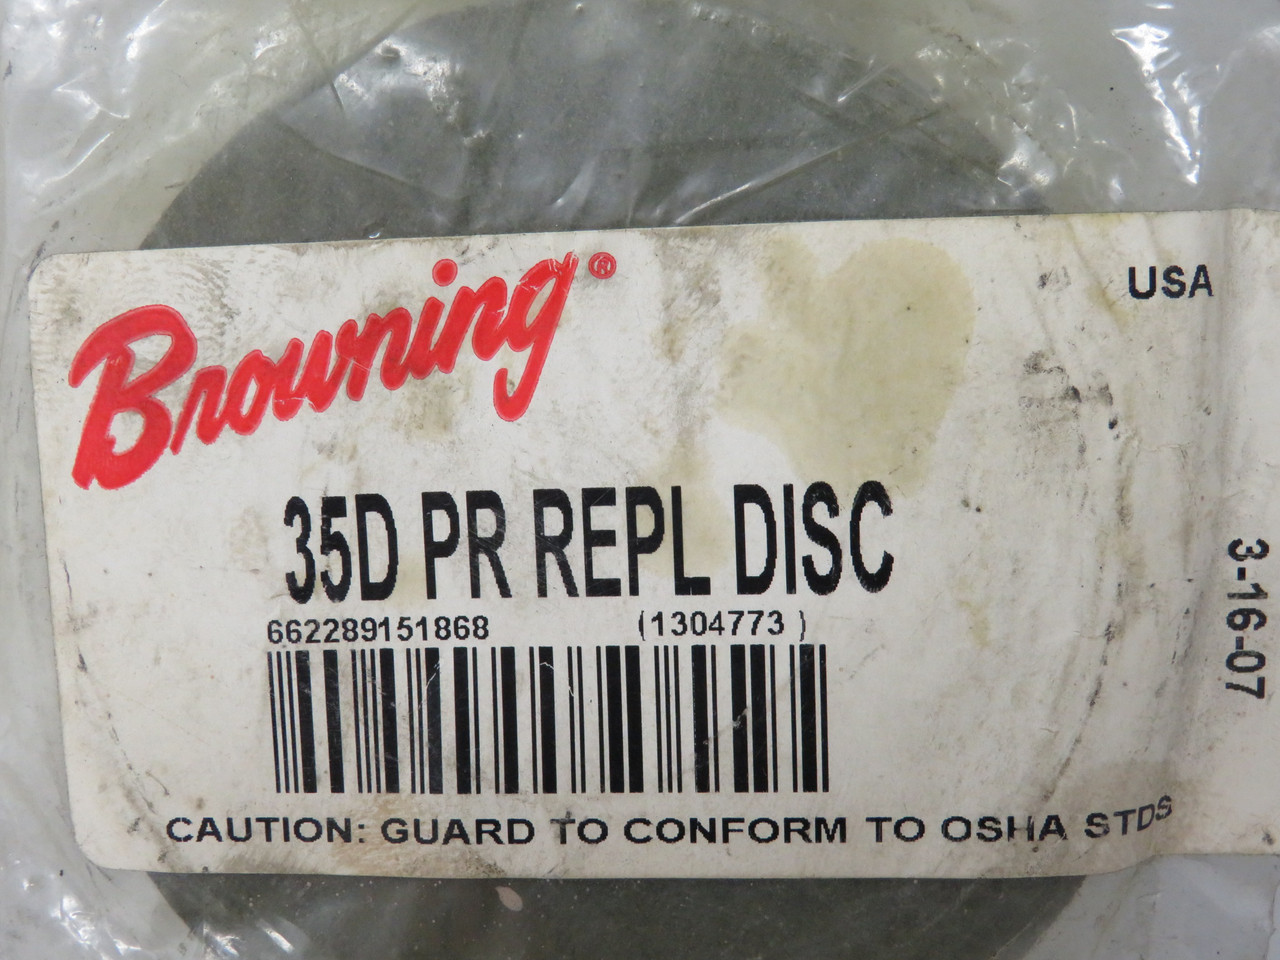 Browning®
USA
35D PR REPL DISC
662289151868 (1304773 )
CAUTION: GUARD TO CONFORM TO OSHA STDS
3-16-07